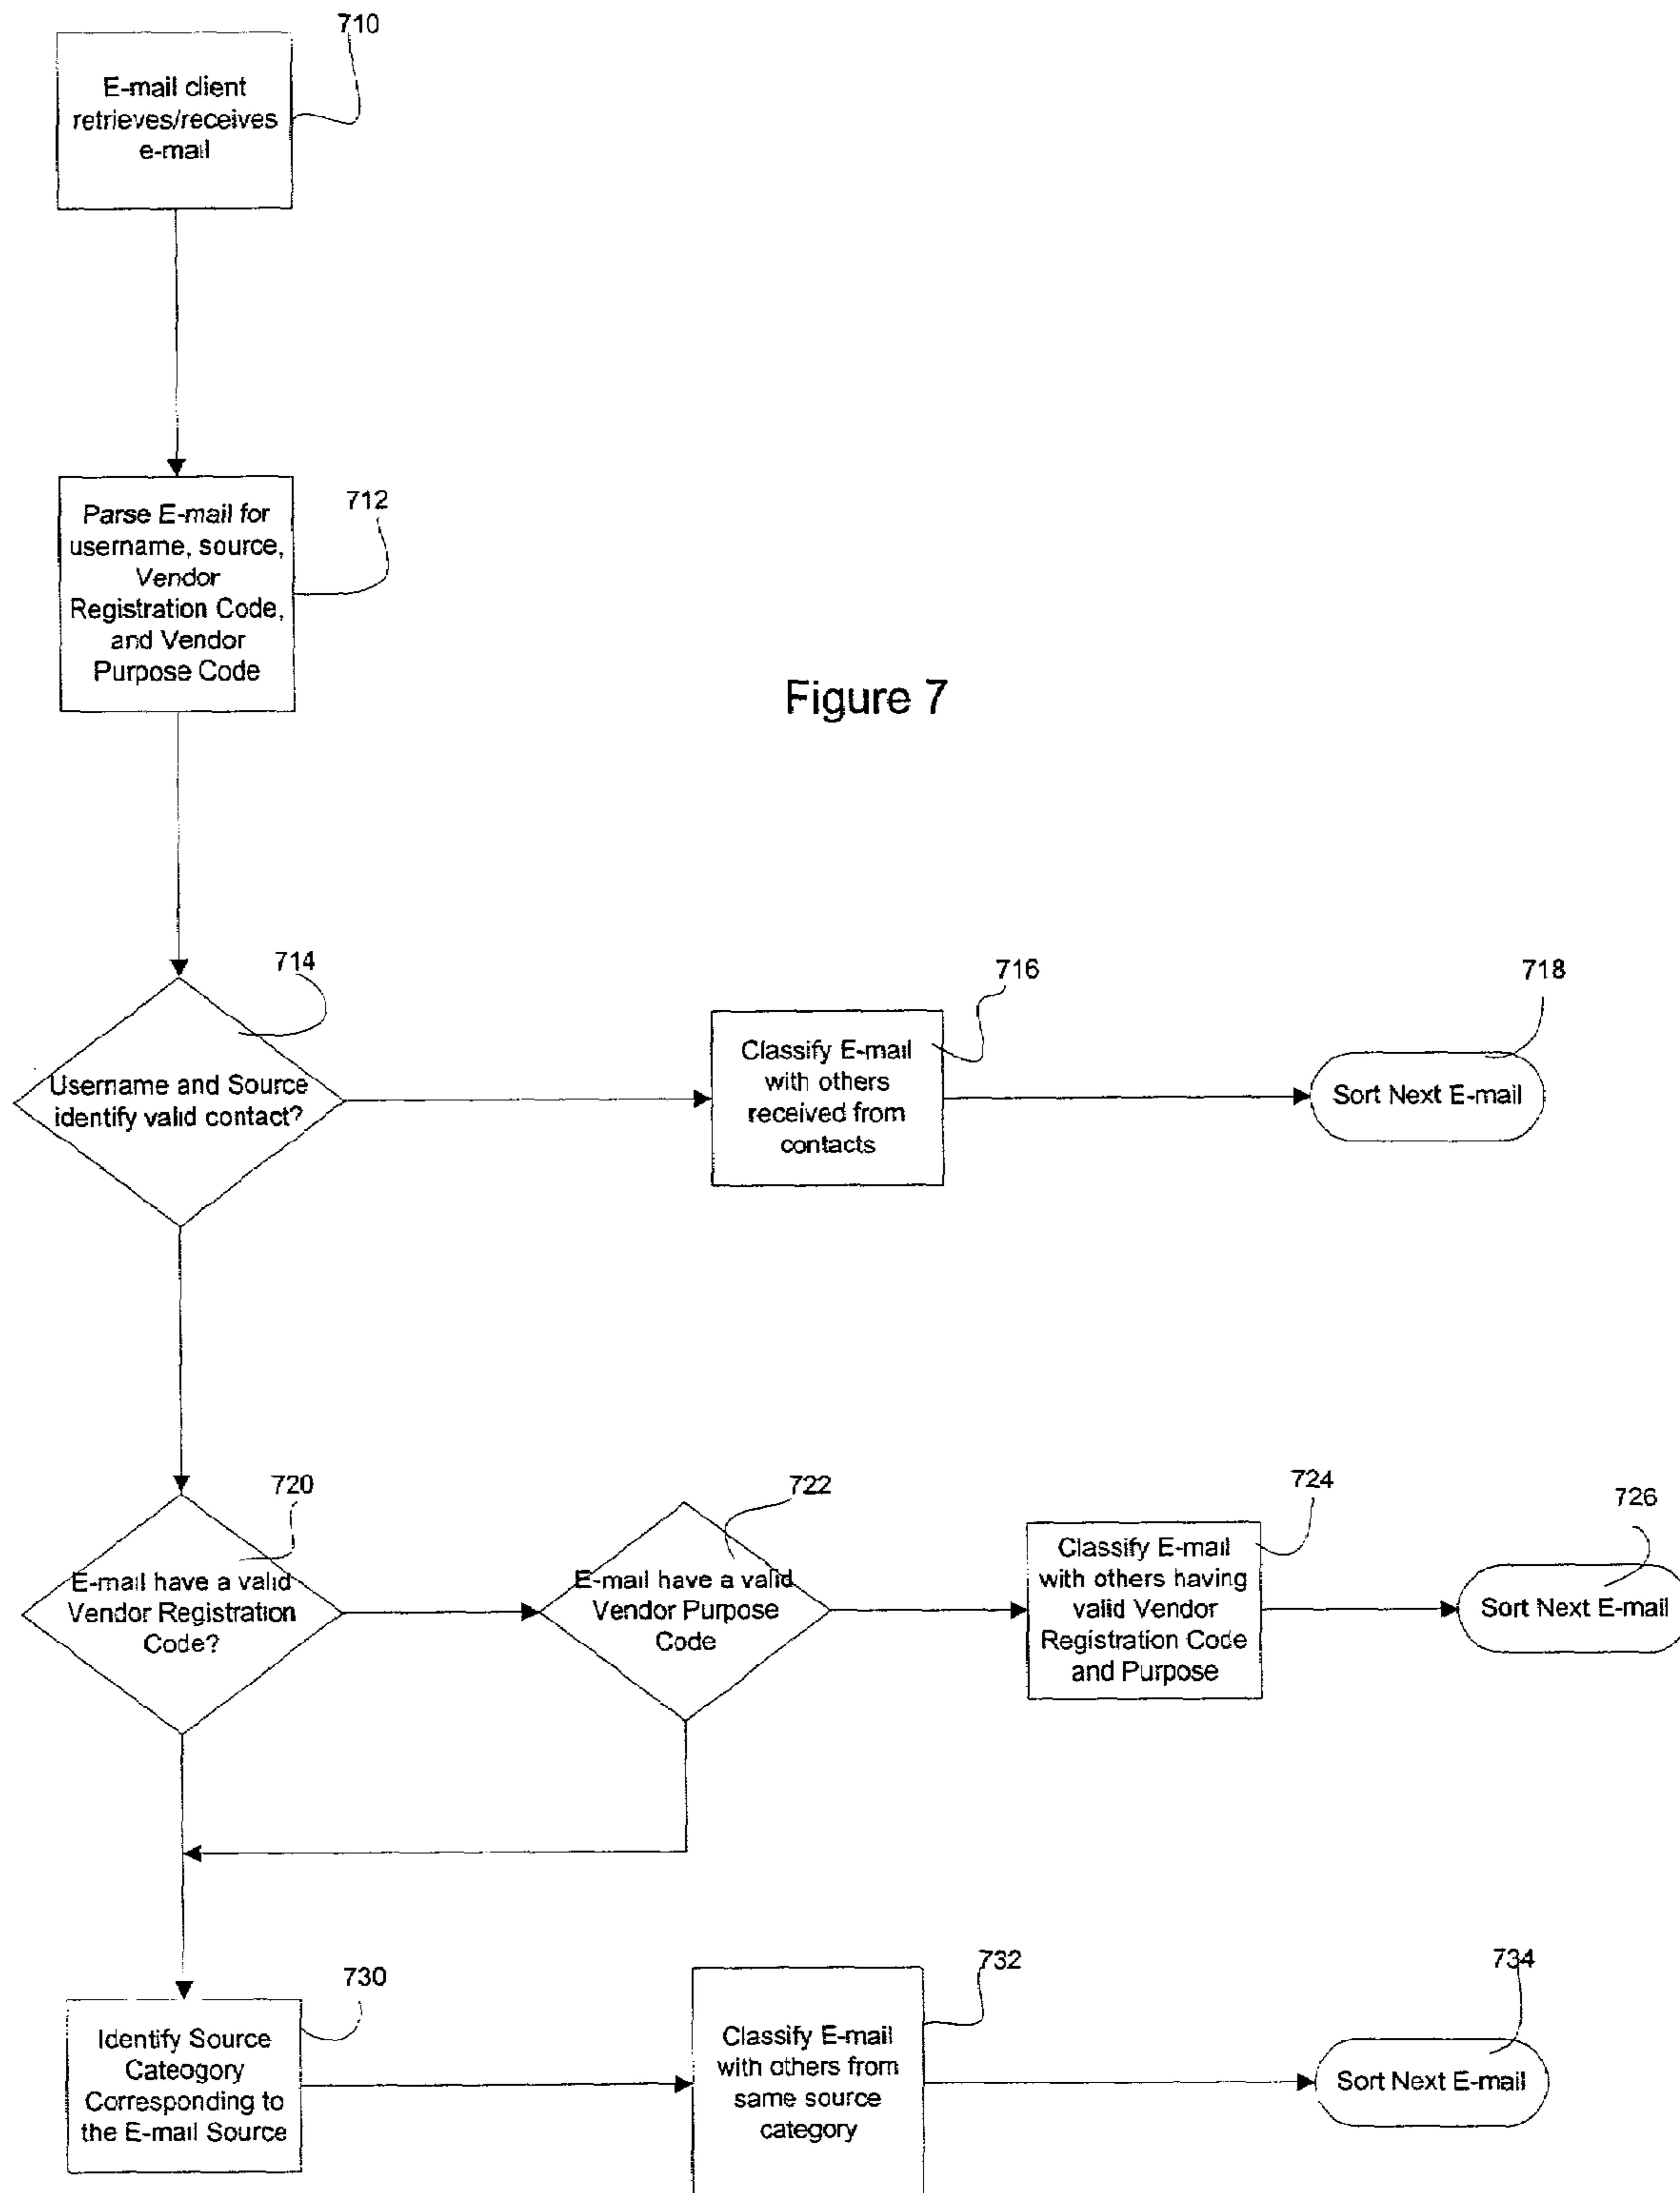 710
E-mail client
retrieves/receives
e-mail
712
Parse E-mail for
username, source,
Vendor
Registration Code,
and Vendor
Purpose Code
Figure 7
714
Username and Source
identify valid contact?
716
Classify E-mail
with others
received from
contacts
718
Sort Next E-mail
720
E-mail have a valid
Vendor Registration
Code?
722
E-mail have a valid
Vendor Purpose
Code
724
Classify E-mail
with others having
valid Vendor
Registration Code
and Purpose
726
Sort Next E-mail
730
Identify Source
Cateogory
Corresponding to
the E-mail Source
732
Classify E-mail
with others from
same source
category
734
Sort Next E-mail